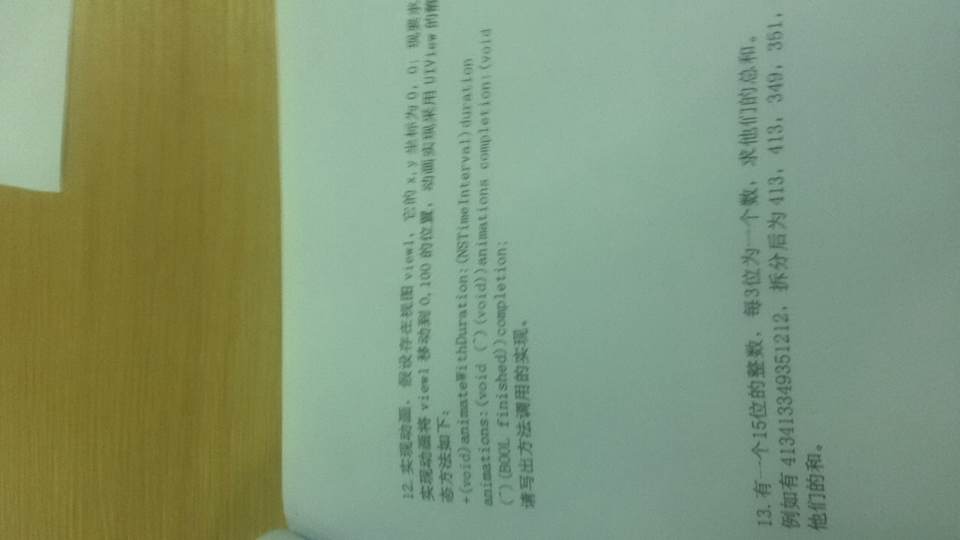 12.实现动画，假设存在视图 view1，它的 x,y 坐标为 0，0；现要求
实现动画将 view1 移动到 0,100 的位置，动画实现采用 UIView 的静
态方法如下：
+(void)animateWithDuration:(NSTimeInterval)duration
animations:(void (^)(void))animations completion:(void
(^)(BOOL finished))completion;
请写出方法调用的实现。
13.有一个15位的整数，每3位为一个数，求他们的总和。
例如有 413413349351212，拆分后为 413，413，349，351，
他们的和。